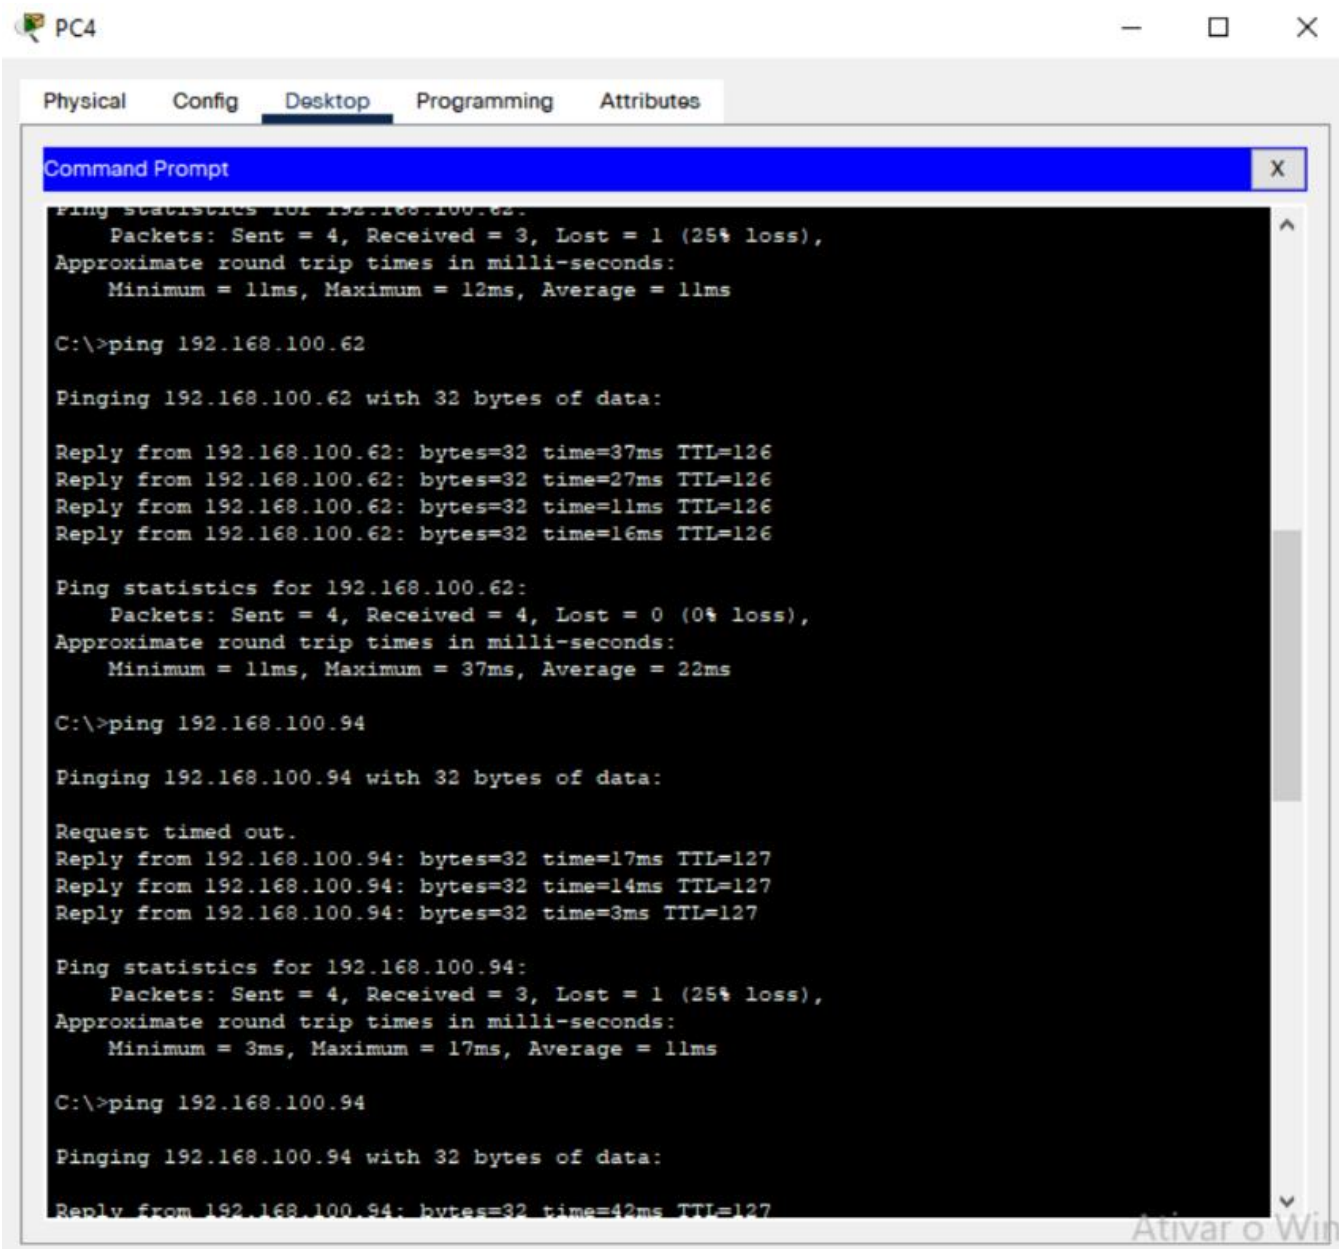 PC4
Physical Config Desktop Programming Attributes
Command Prompt
X
Ping statistics for 192.168.100.62:
Packets: Sent = 4, Received = 3, Lost = 1 (25% loss),
Approximate round trip times in milli-seconds:
Minimum = 11ms, Maximum = 12ms, Average = 11ms
C:\>ping 192.168.100.62
Pinging 192.168.100.62 with 32 bytes of data:
Reply from 192.168.100.62: bytes=32 time=37ms TTL=126
Reply from 192.168.100.62: bytes=32 time=27ms TTL=126
Reply from 192.168.100.62: bytes=32 time=11ms TTL=126
Reply from 192.168.100.62: bytes=32 time=16ms TTL=126
Ping statistics for 192.168.100.62:
Packets: Sent = 4, Received = 4, Lost = 0 (0% loss),
Approximate round trip times in milli-seconds:
Minimum = 11ms, Maximum = 37ms, Average = 22ms
C:\>ping 192.168.100.94
Pinging 192.168.100.94 with 32 bytes of data:
Request timed out.
Reply from 192.168.100.94: bytes=32 time=17ms TTL=127
Reply from 192.168.100.94: bytes=32 time=14ms TTL=127
Reply from 192.168.100.94: bytes=32 time=3ms TTL=127
Ping statistics for 192.168.100.94:
Packets: Sent = 4, Received = 3, Lost = 1 (25% loss),
Approximate round trip times in milli-seconds:
Minimum = 3ms, Maximum = 17ms, Average = 11ms
C:\>ping 192.168.100.94
Pinging 192.168.100.94 with 32 bytes of data:
Reply from 192.168.100.94: bytes=32 time=42ms TTL=127
Ativar o Win